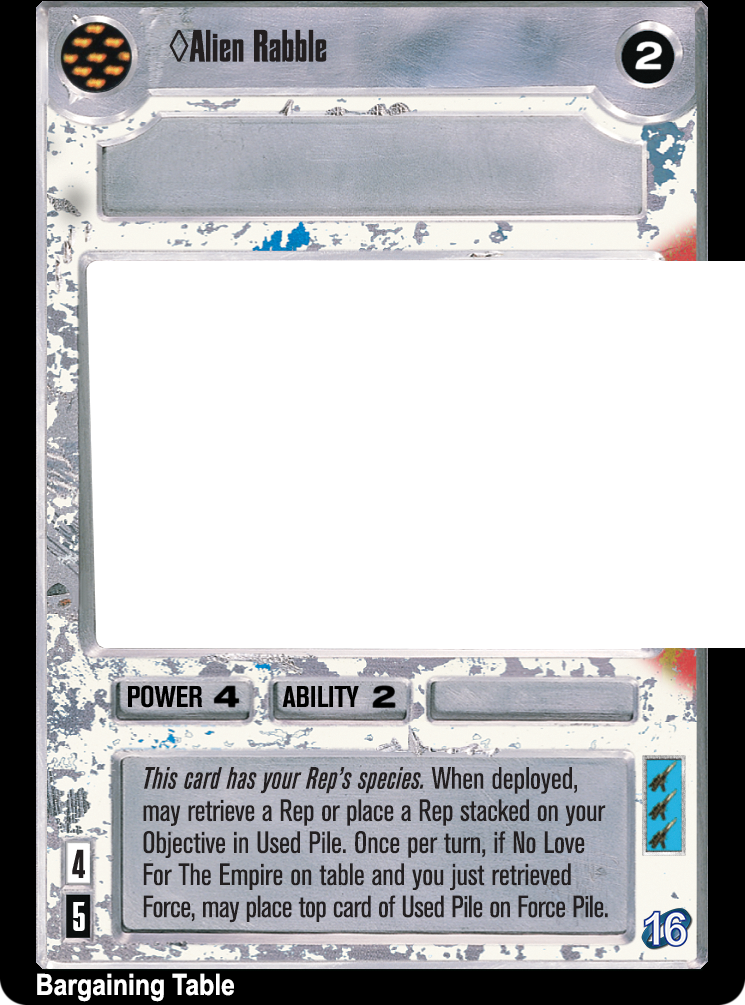 ◊Alien Rabble
2
POWER 4
ABILITY 2
This card has your Rep's species. When deployed,
may retrieve a Rep or place a Rep stacked on your
Objective in Used Pile. Once per turn, if No Love
For The Empire on table and you just retrieved
Force, may place top card of Used Pile on Force Pile.
4
5
16
Bargaining Table